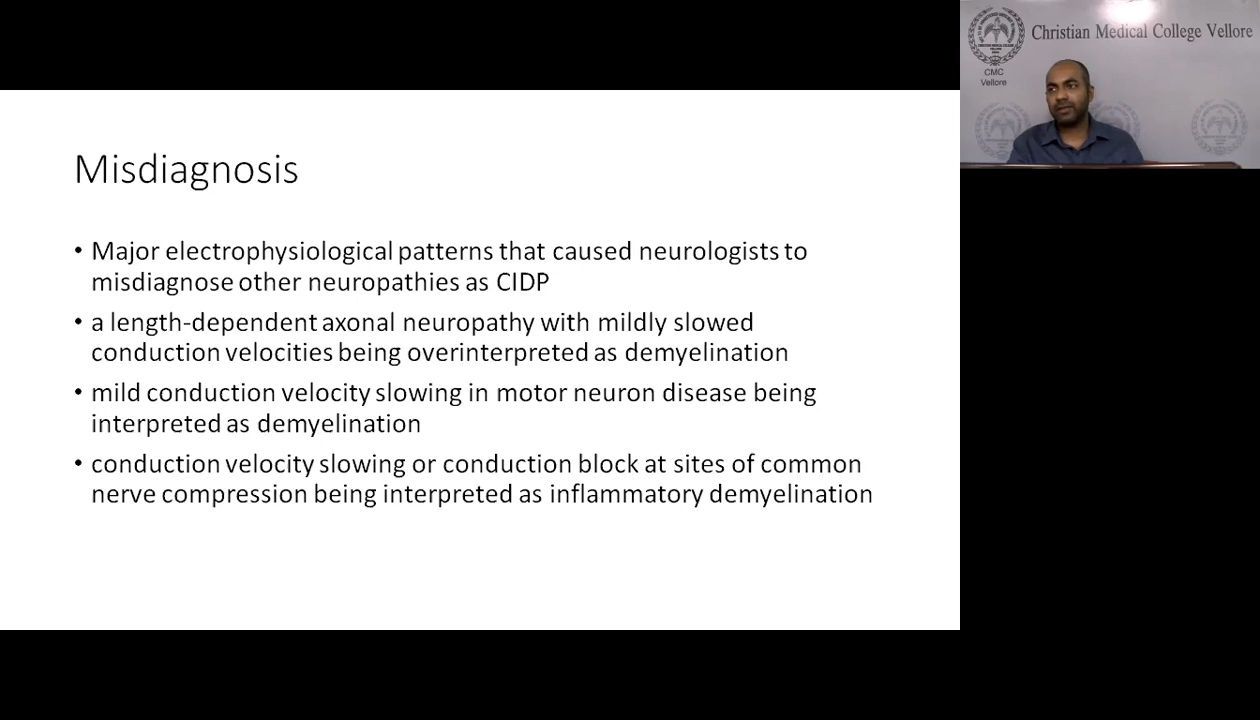 Christian Medical College Vellore
CMC
Vellore
Misdiagnosis
• Major electrophysiological patterns that caused neurologists to
misdiagnose other neuropathies as CIDP
• a length-dependent axonal neuropathy with mildly slowed
conduction velocities being overinterpreted as demyelination
• mild conduction velocity slowing in motor neuron disease being
interpreted as demyelination
• conduction velocity slowing or conduction block at sites of common
nerve compression being interpreted as inflammatory demyelination